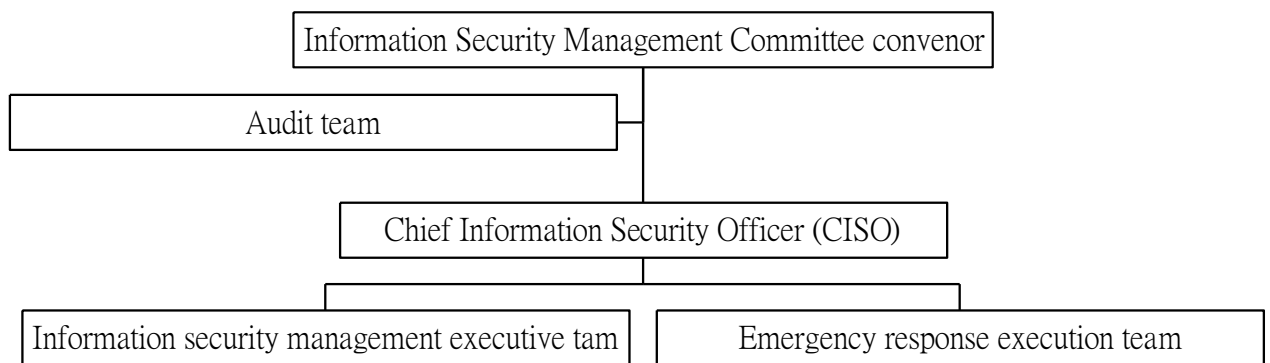 Information Security Management Committee convenor
Audit team
Chief Information Security Officer (CISO)
Information security management executive tam
Emergency response execution team